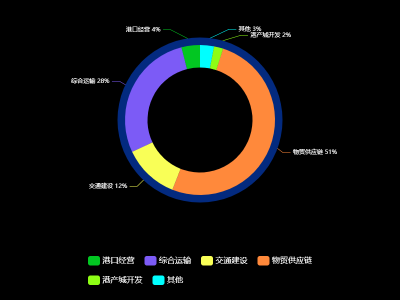 港口经营 4%
其他 3%
港产城开发 2%
综合运输 28%
物贸供应链 51%
交通建设 12%
港口经营 综合运输 交通建设 物贸供应链
港产城开发 其他